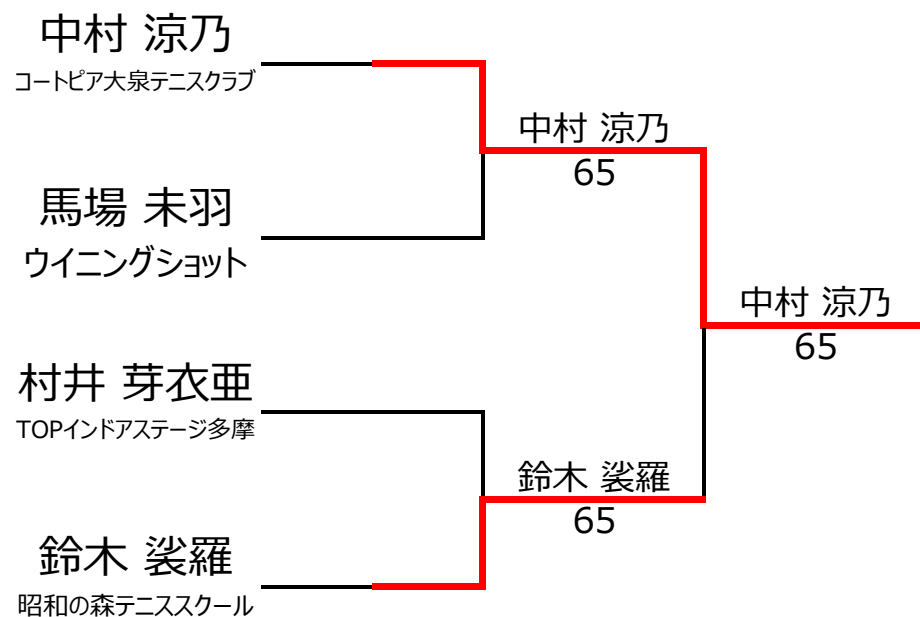 中村 涼乃
コートピア大泉テニスクラブ
中村 涼乃
65
馬場 未羽
ウイニングショット
中村 涼乃
65
村井 芽衣亜
TOPインドアステージ多摩
鈴木 裟羅
65
鈴木 裟羅
昭和の森テニススクール